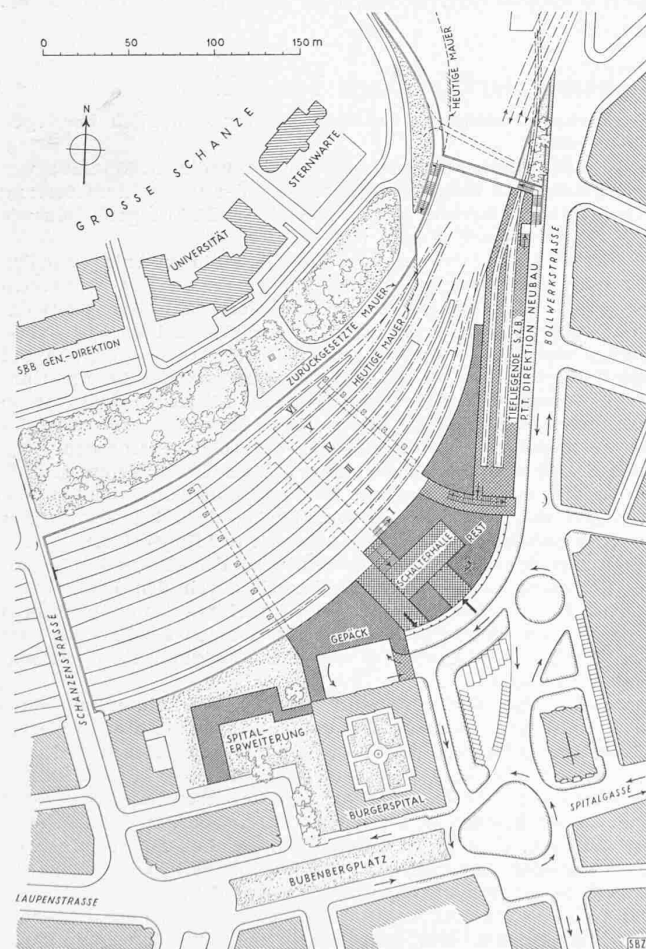 0 50 100 150 m
N
GROSSE SCHANZE
STERNWARTE
UNIVERSITÄT
SBB GEN.-DIREKTION
HEUTIGE MAUER
ZURÜCKGESETZTE MAUER
HEUTIGE MAUER
VI
V
IV
III
II
I
TIEFLIEGENDE S.Z.B.
PTT. DIREKTION NEUBAU
BOLLWERKSTRASSE
SCHALTERHALLE
REST
GEPÄCK
SCHANZENSTRASSE
SPITAL-
ERWEITERUNG
BURGERSPITAL
SPITALGASSE
BUBENBERGPLATZ
LAUPENSTRASSE
SBZ